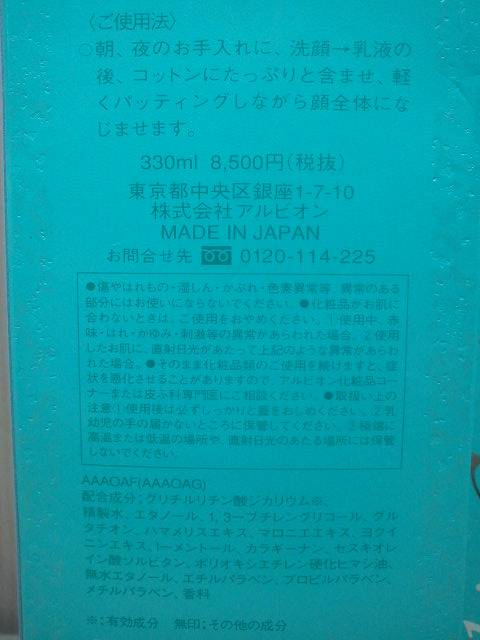 〈ご使用法〉
○朝、夜のお手入れに、洗顔→乳液の
後、コットンにたっぷりと含ませ、軽
くパッティングしながら顔全体にな
じませます。
330ml 8,500円(税抜)
東京都中央区銀座1-7-10
株式会社アルビオン
MADE IN JAPAN
お問合せ先 0120-114-225
●傷やはれもの・湿しん・かぶれ・色素異常等、異常のある
部分にはお使いにならないでください。●化粧品がお肌に
合わないときは、ご使用をおやめください。①使用中、赤
味・はれ・かゆみ・刺激等の異常があらわれた場合。②使用
したお肌に、直射日光があたって上記のような異常があらわ
れた場合。●そのまま化粧品類のご使用を続けますと、症
状を悪化させることがありますので、アルビオン化粧品コー
ナーまたは皮ふ科専門医にご相談ください。●取扱い上の
注意①使用後は必ずしっかりと蓋をおしめください。②乳
幼児の手の届かないところに保管してください。③極端に
高温または低温の場所や、直射日光のあたる場所には保管
しないでください。
AAAOAF(AAAOAG)
配合成分:グリチルリチン酸ジカリウム※、
精製水、エタノール、1,3-ブチレングリコール、グル
タチオン、ハマメリスエキス、マロニエエキス、ヨクイ
ニンエキス、l-メントール、カラギーナン、セスキオレ
イン酸ソルビタン、ポリオキシエチレン硬化ヒマシ油、
無水エタノール、エチルパラベン、プロピルパラベン、
メチルパラベン、香料
※:有効成分 無印:その他の成分